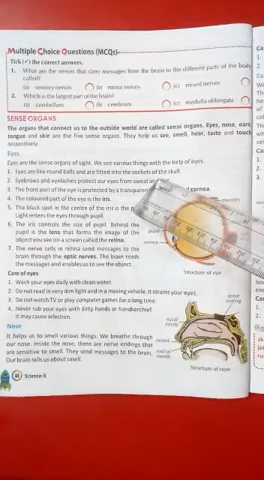 Multiple Choice Questions (MCQs)
Tick (✓) the correct answers.
1. What are the nerves that carry messages from the brain to the different parts of the body
called?
(a) sensory nerves (b) motor nerves (c) mixed nerves
2. Which is the largest part of the brain?
(a) cerebellum (b) cerebrum (c) medulla oblongata
SENSE ORGANS
The organs that connect us to the outside world are called sense organs. Eyes, nose, ears,
tongue and skin are the five sense organs. They help us see, smell, hear, taste and touch
respectively.
Eyes
Eyes are the sense organs of sight. We see various things with the help of eyes.
1. Eyes are like round balls and are fitted into the sockets of the skull.
2. Eyebrows and eyelashes protect our eyes from sweat and
3. The front part of the eye is protected by a transparent cornea.
4. The coloured part of the eye is the iris.
5. The black spot in the centre of the iris is the
Light enters the eyes through pupil.
6. The iris controls the size of pupil. Behind the
pupil is the lens that forms the image of the
object you see on a screen called the retina.
7. The nerve cells in retina send messages to the
brain through the optic nerves. The brain reads
the messages and enables us to see the object.
pupil
cornea
Structure of eye
Care of eyes
1. Wash your eyes daily with clean water.
2. Do not read in very dim light and in a moving vehicle. It strains your eyes.
3. Do not watch TV or play computer games for a long time.
4. Never rub your eyes with dirty hands or handkerchief.
It may cause infection.
Nose
It helps us to smell various things. We breathe through
our nose. Inside the nose, there are nerve endings that
are sensitive to smell. They send messages to the brain.
Our brain tells us about smell.
nerve
ending
nasal
cavity
nostril
roof of
mouth
Structure of nose
Science-5